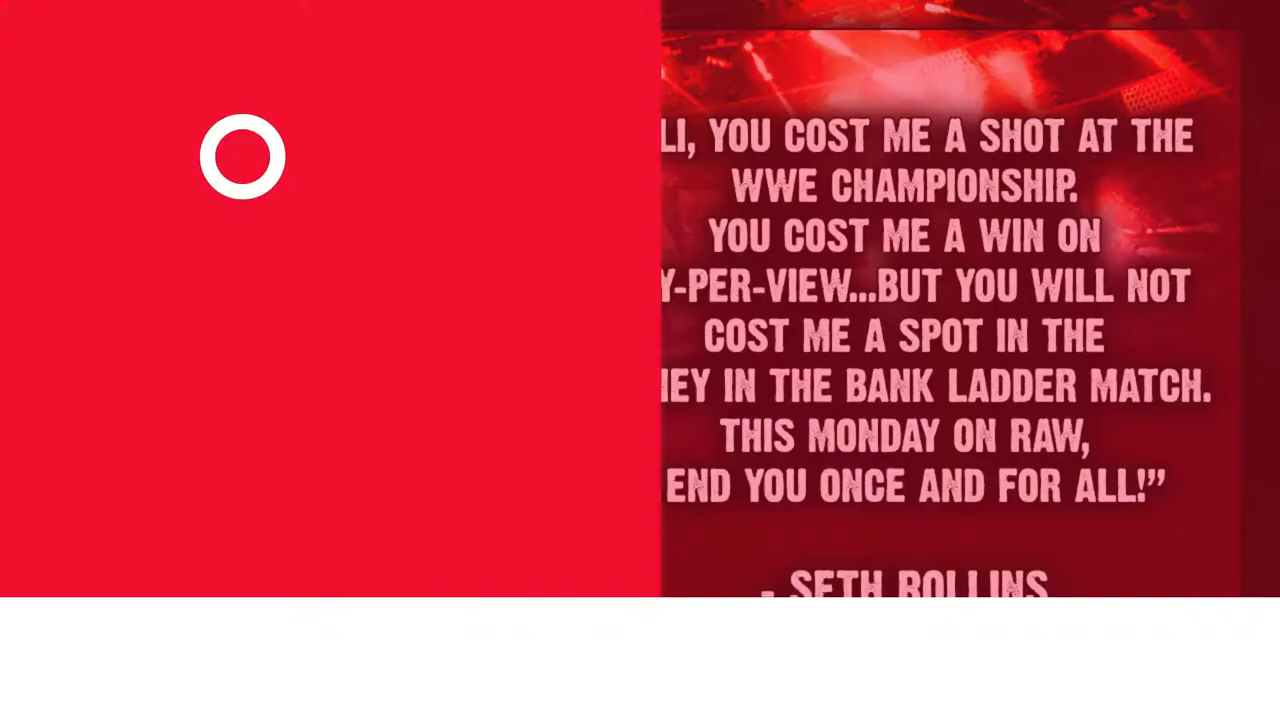 LI, YOU COST ME A SHOT AT THE
WWE CHAMPIONSHIP.
YOU COST ME A WIN ON
Y-PER-VIEW...BUT YOU WILL NOT
COST ME A SPOT IN THE
EY IN THE BANK LADDER MATCH.
THIS MONDAY ON RAW,
END YOU ONCE AND FOR ALL!”
- SETH ROLLINS